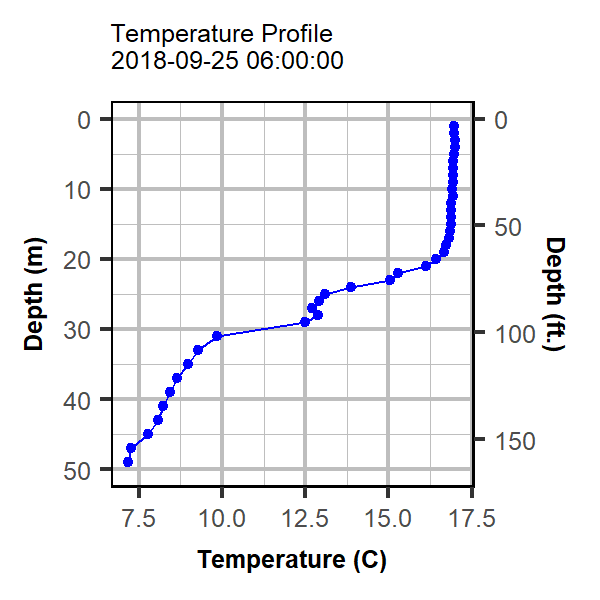 Temperature Profile
2018-09-25 06:00:00
0
10
20
30
40
50
Depth (m)
0
50
100
150
Depth (ft.)
7.5 10.0 12.5 15.0 17.5
Temperature (C)